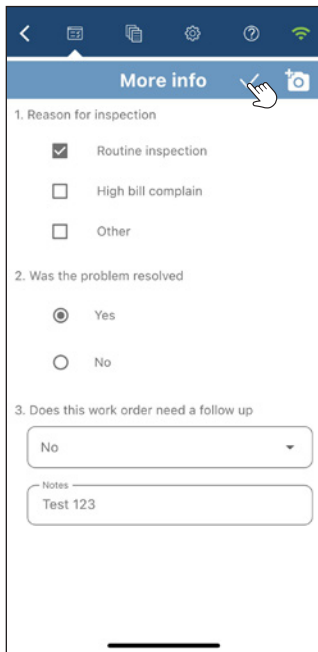 More info
1. Reason for inspection
Routine inspection
High bill complain
Other
2. Was the problem resolved
Yes
No
3. Does this work order need a follow up
No
Notes
Test 123